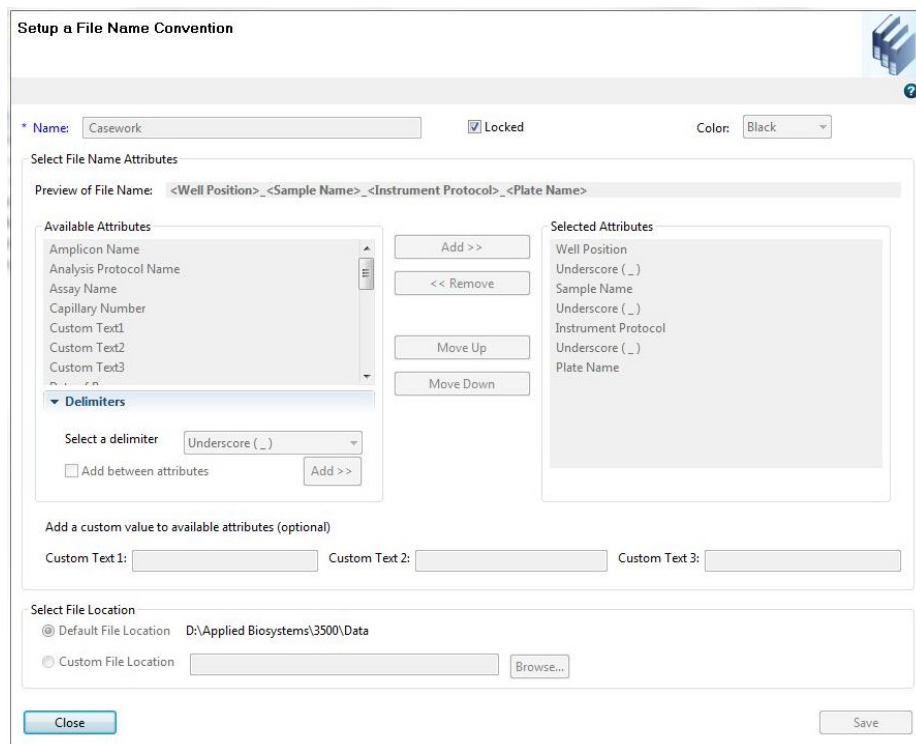 Setup a File Name Convention
?
* Name: Casework Locked Color: Black
Select File Name Attributes
Preview of File Name: <Well Position>_<Sample Name>_<Instrument Protocol>_<Plate Name>
Available Attributes
Amplicon Name
Analysis Protocol Name
Assay Name
Capillary Number
Custom Text1
Custom Text2
Custom Text3
Delimiters
Select a delimiter Underscore ( _ )
Add between attributes Add >>
Add >>
<< Remove
Move Up
Move Down
Selected Attributes
Well Position
Underscore ( _ )
Sample Name
Underscore ( _ )
Instrument Protocol
Underscore ( _ )
Plate Name
Add a custom value to available attributes (optional)
Custom Text 1: Custom Text 2: Custom Text 3:
Select File Location
Default File Location D:\Applied Biosystems\3500\Data
Custom File Location Browse...
Close Save